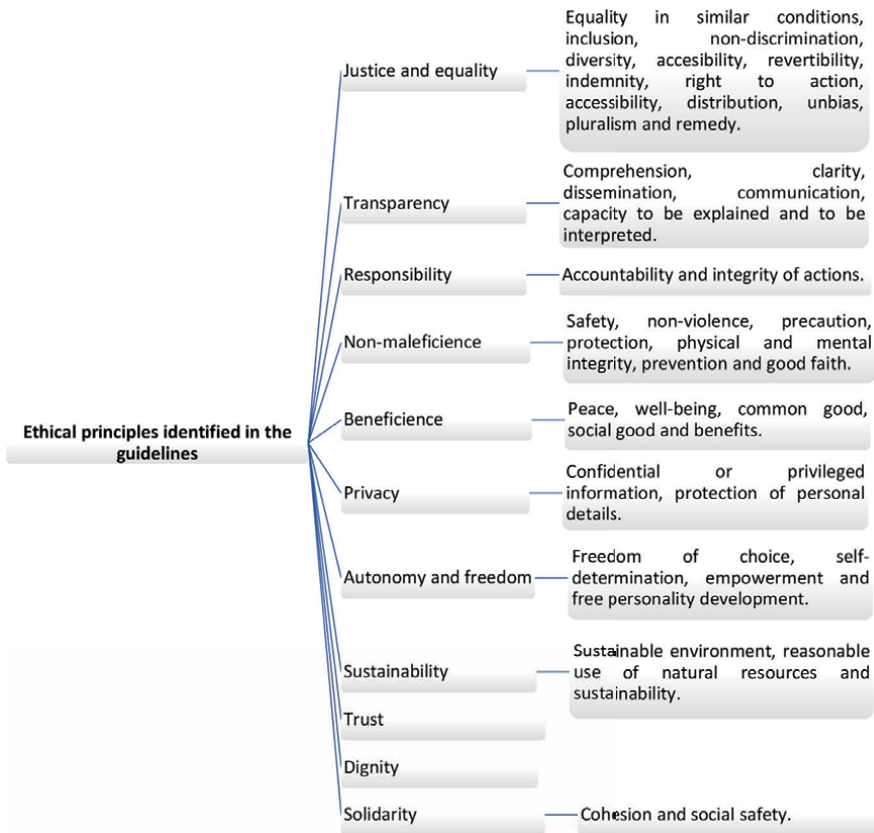 Ethical principles identified in the
guidelines
Justice and equality
Equality in similar conditions,
inclusion, non-discrimination,
diversity, accesibility, revertibility,
indemnity, right to action,
accessibility, distribution, unbias,
pluralism and remedy.
Transparency
Comprehension, clarity,
dissemination, communication,
capacity to be explained and to be
interpreted.
Responsibility
Accountability and integrity of actions.
Non-maleficience
Safety, non-violence, precaution,
protection, physical and mental
integrity, prevention and good faith.
Beneficience
Peace, well-being, common good,
social good and benefits.
Privacy
Confidential or privileged
information, protection of personal
details.
Autonomy and freedom
Freedom of choice, self-
determination, empowerment and
free personality development.
Sustainability
Sustainable environment, reasonable
use of natural resources and
sustainability.
Trust
Dignity
Solidarity
Cohesion and social safety.